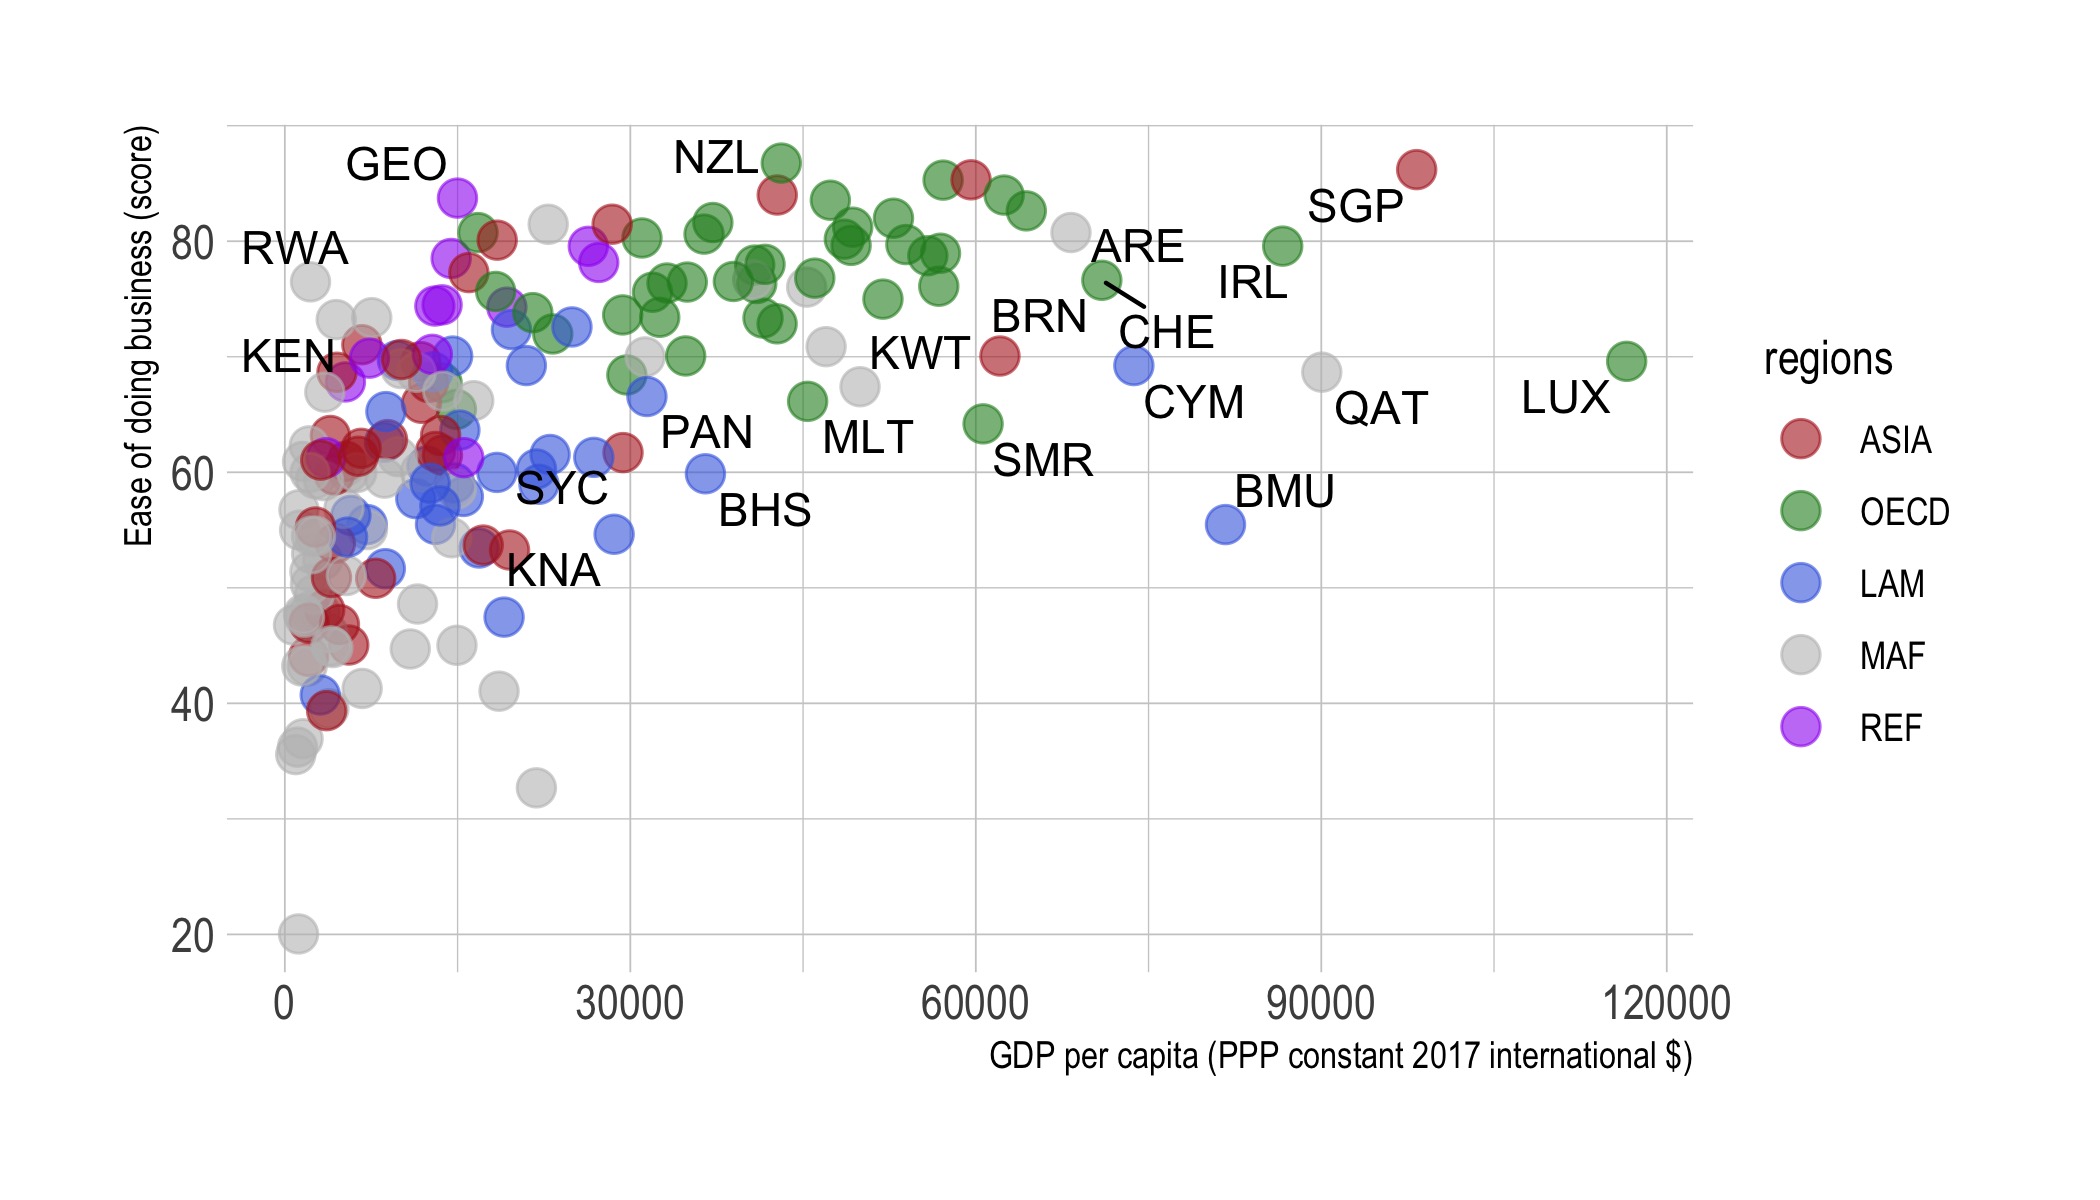 Ease of doing business (score)
80
60
40
20
GEO
NZL
SGP
RWA
ARE
IRL
BRN
CHE
KEN
KWT
CYM
QAT
LUX
PAN
MLT
SMR
SYC
BHS
BMU
KNA
0
30000
60000
90000
120000
GDP per capita (PPP constant 2017 international $)
regions
ASIA
OECD
LAM
MAF
REF